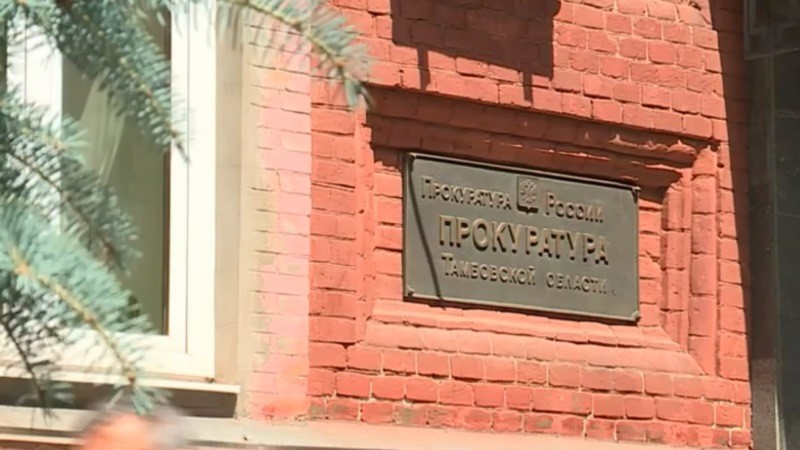 Прокуратура России
ПРОКУРАТУРА
Тамбовской области